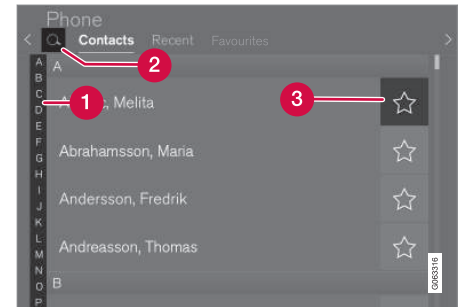 Phone
Contacts Recent Favourites
2
A
A
B
C
D
E
F
G
H
I
J
K
L
M
N
O
P
1
Melita
3
Abrahamsson, Maria
Andersson, Fredrik
Andreasson, Thomas
B
G063316